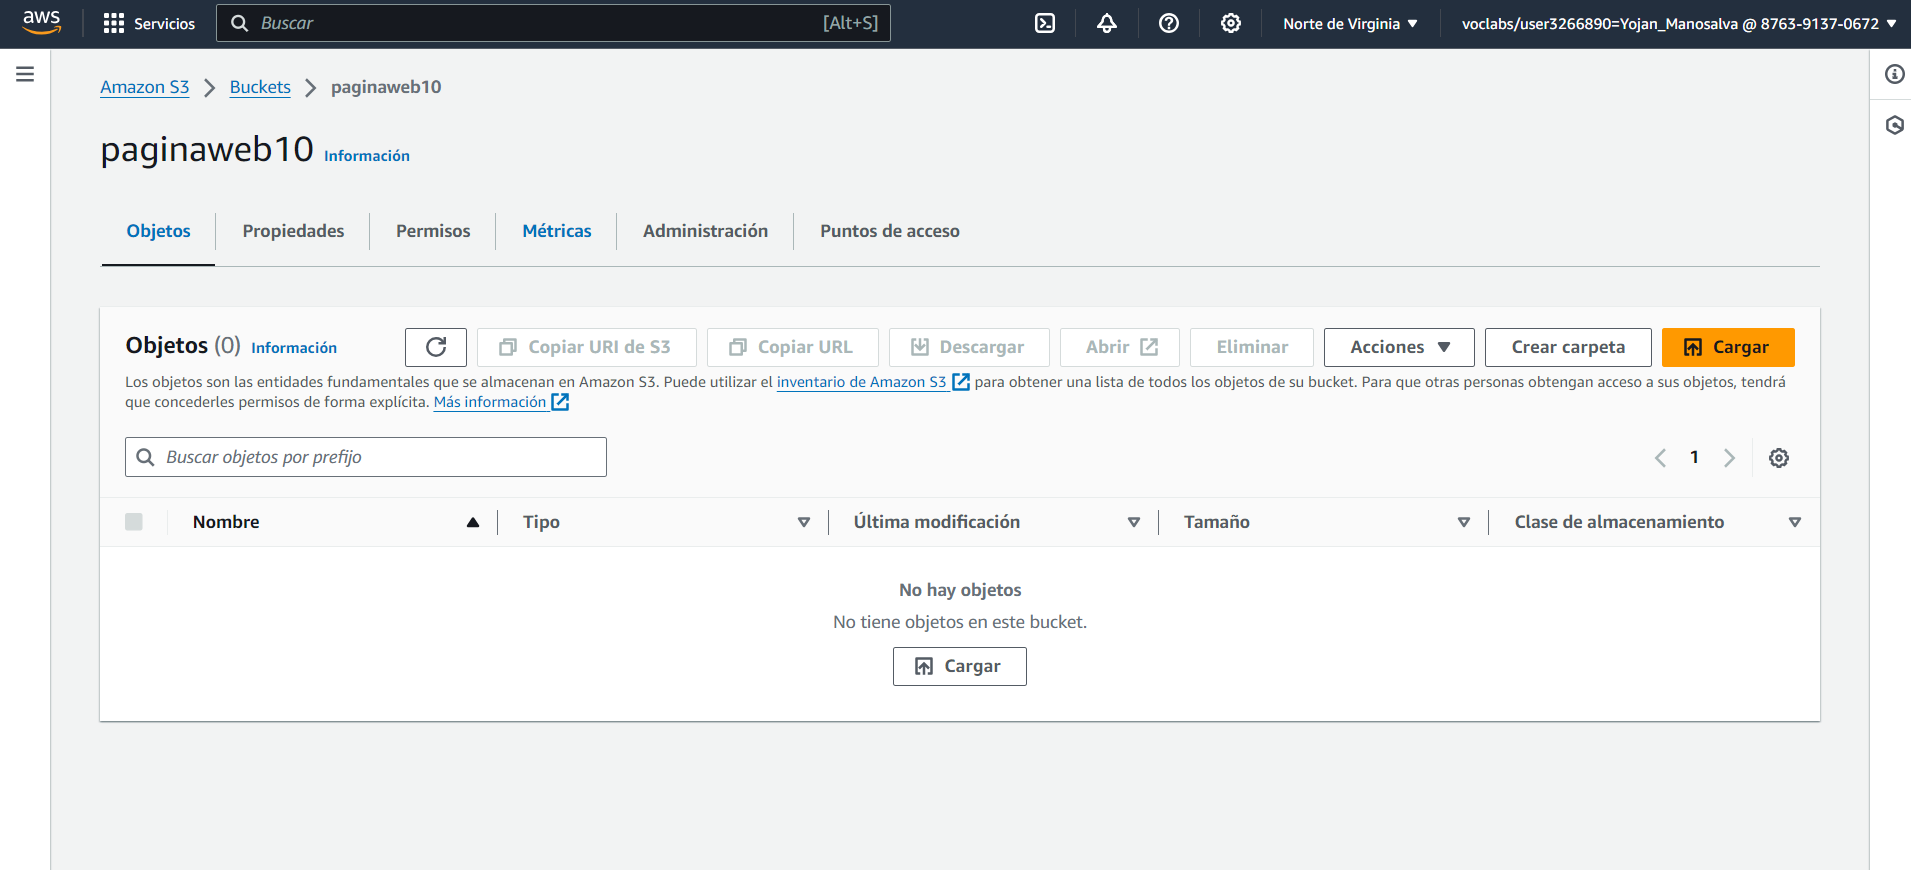 aws Servicios Buscar [Alt+S] Norte de Virginia voclabs/user3266890=Yojan_Manosalva @ 8763-9137-0672
Amazon S3 Buckets paginaweb10
paginaweb10 Información
Objetos Propiedades Permisos Métricas Administración Puntos de acceso
Objetos (0) Información Copiar URI de S3 Copiar URL Descargar Abrir Eliminar Acciones Crear carpeta Cargar
Los objetos son las entidades fundamentales que se almacenan en Amazon S3. Puede utilizar el inventario de Amazon S3 para obtener una lista de todos los objetos de su bucket. Para que otras personas obtengan acceso a sus objetos, tendrá
que concederles permisos de forma explícita. Más información
Buscar objetos por prefijo 1
Nombre Tipo Última modificación Tamaño Clase de almacenamiento
No hay objetos
No tiene objetos en este bucket.
Cargar